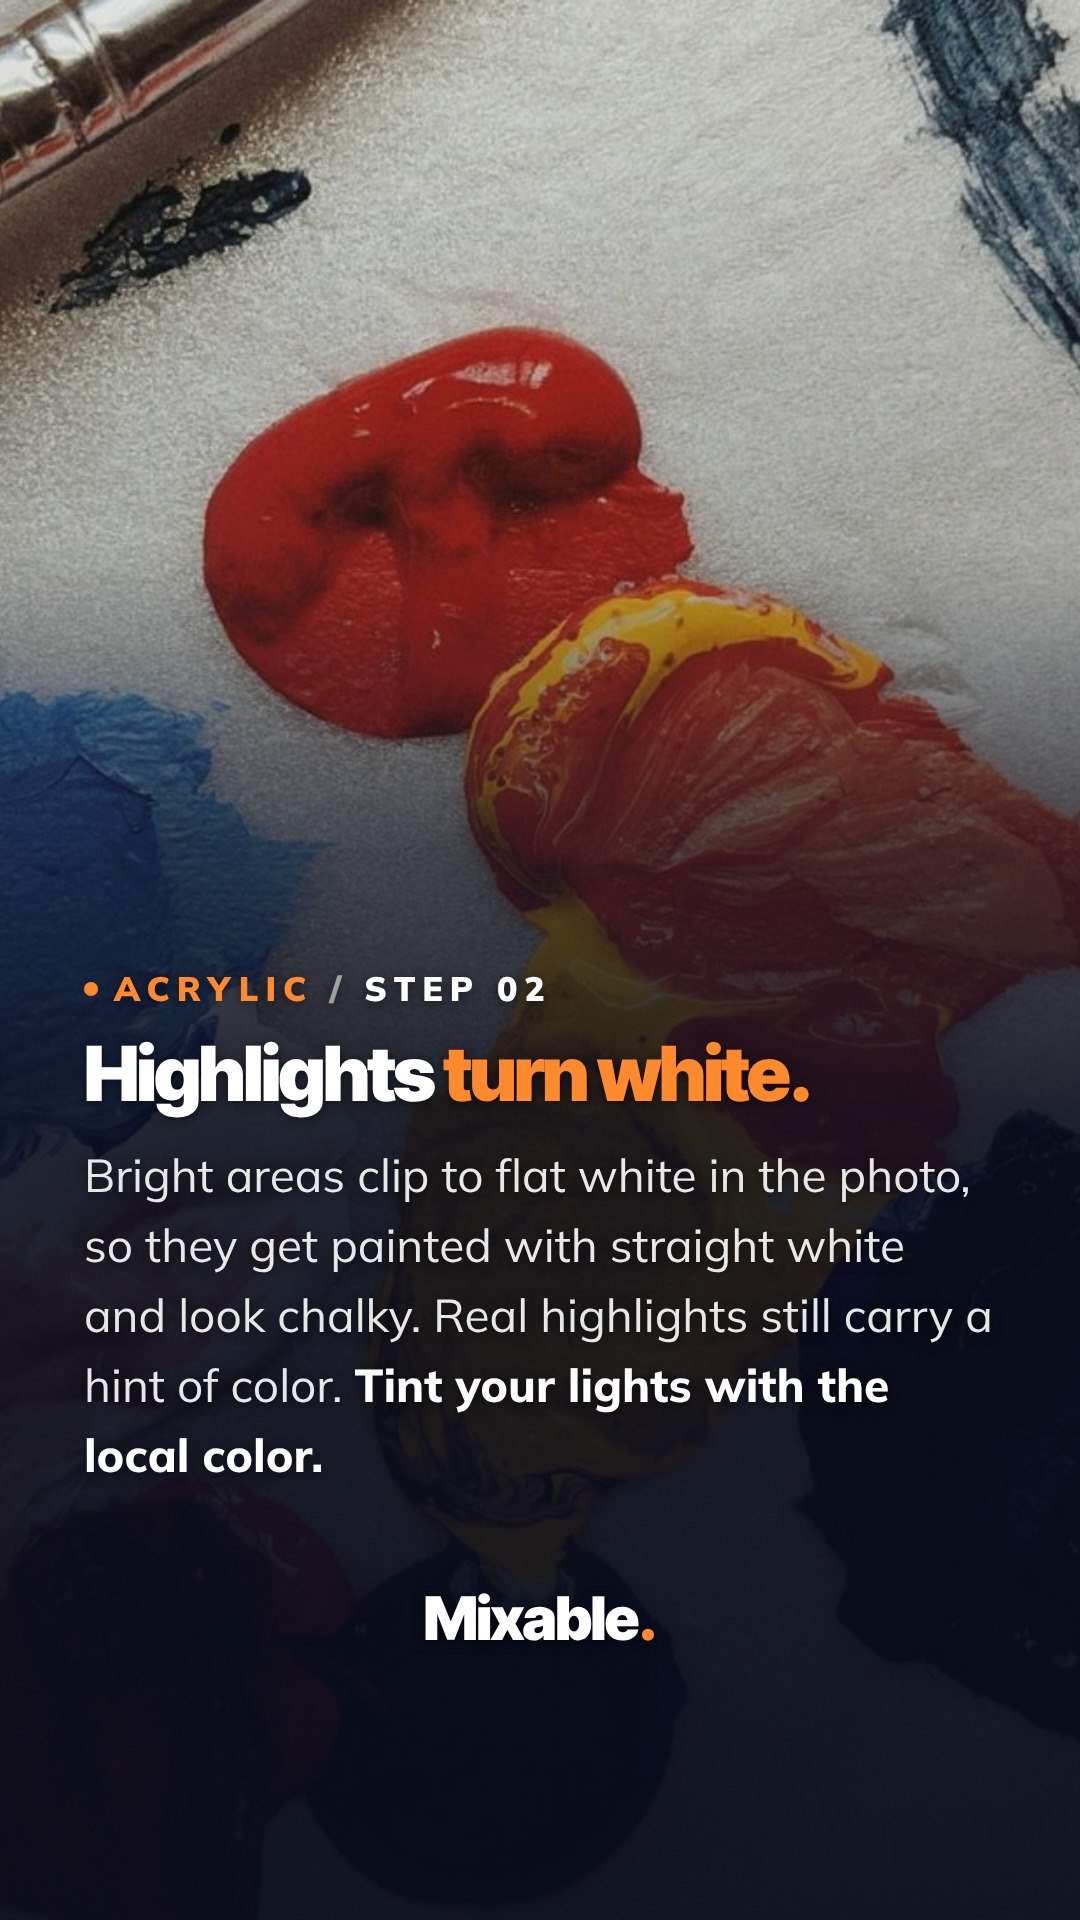 • ACRYLIC / STEP 02
Highlights turn white.
Bright areas clip to flat white in the photo,
so they get painted with straight white
and look chalky. Real highlights still carry a
hint of color. Tint your lights with the
local color.
Mixable.